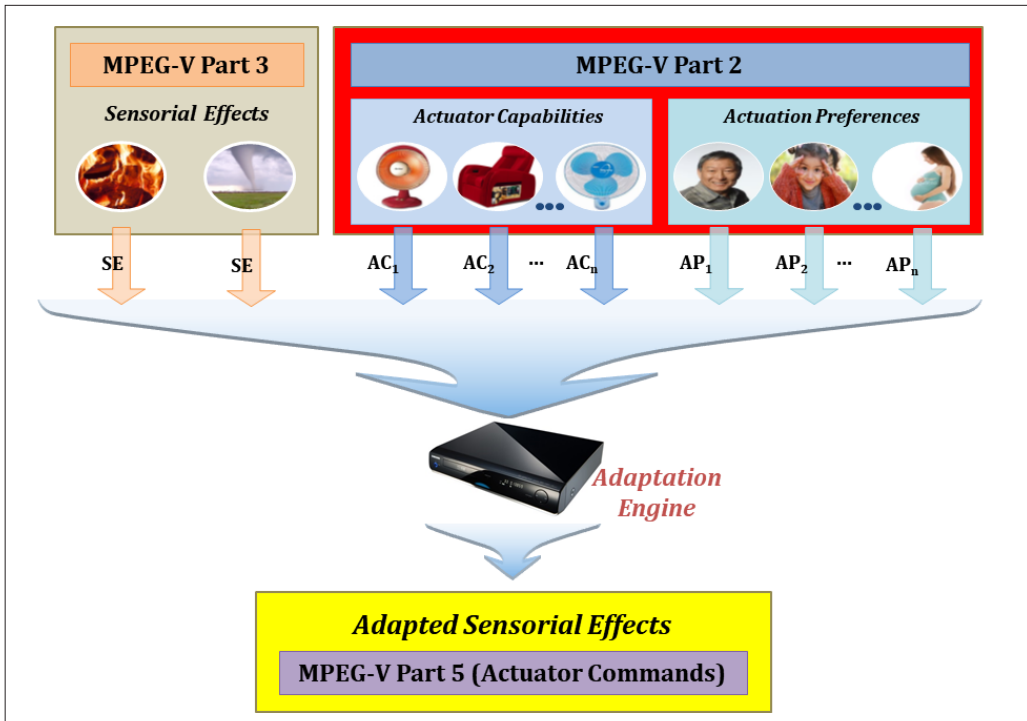 MPEG-V Part 3
MPEG-V Part 2
Sensorial Effects
Actuator Capabilities
Actuation Preferences
SE
SE
AC1
AC2
...
ACn
AP1
AP2
...
APn
Adaptation
Engine
Adapted Sensorial Effects
MPEG-V Part 5 (Actuator Commands)